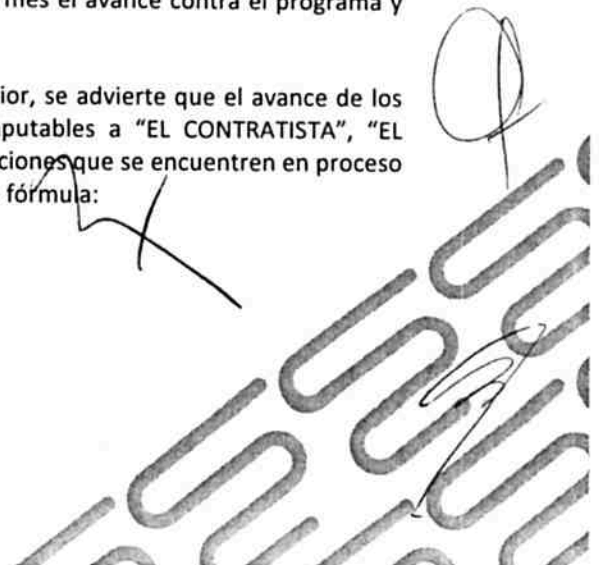 mes el avance contra el programa y
ior, se advierte que el avance de los
putables a “EL CONTRATISTA”, “EL
ciones que se encuentren en proceso
fórmula: